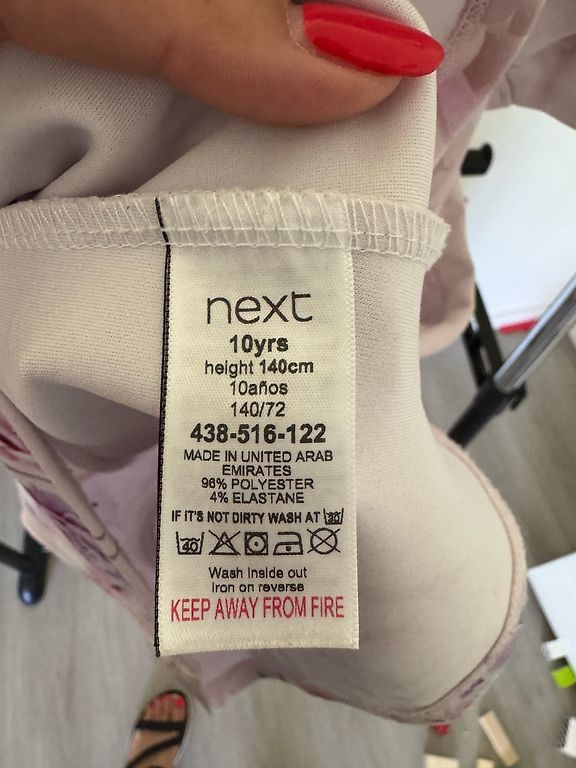 next
10yrs
height 140cm
10años
140/72
438-516-122
MADE IN UNITED ARAB
EMIRATES
96% POLYESTER
4% ELASTANE
IF IT'S NOT DIRTY WASH AT 30
40
Wash inside out
Iron on reverse
KEEP AWAY FROM FIRE